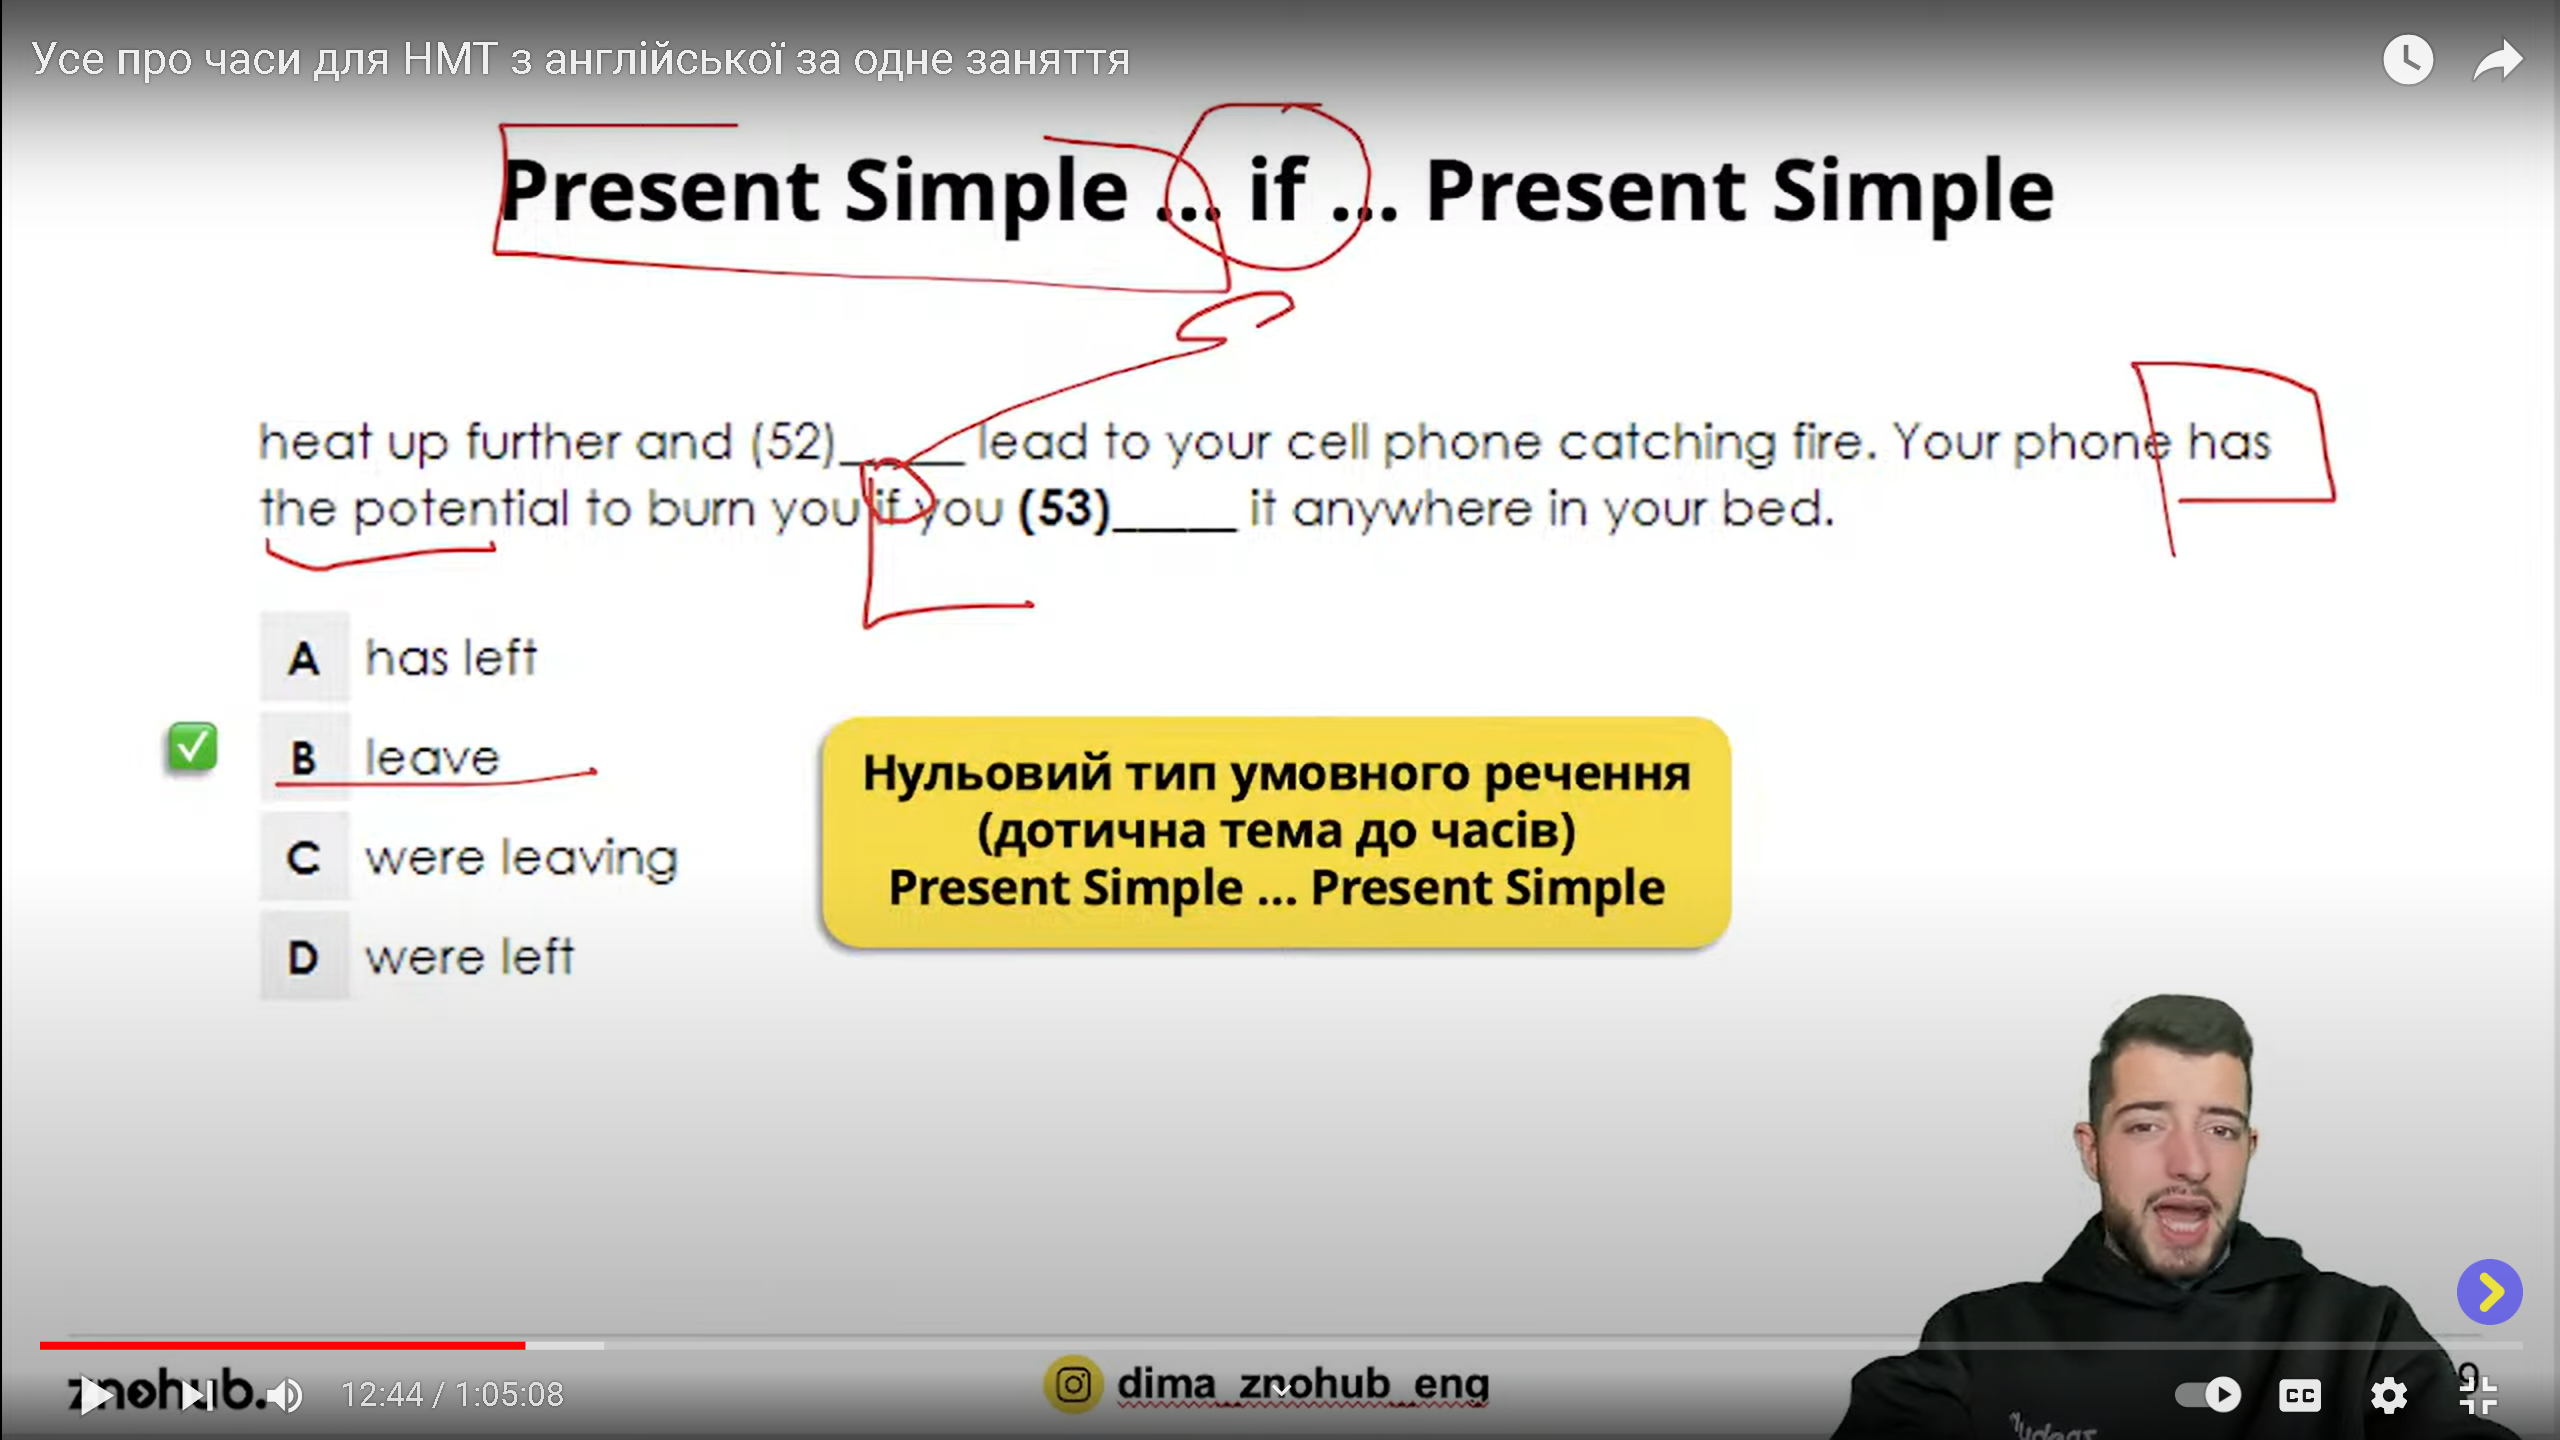 Усе про часи для НМТ з англійської за одне заняття
Present Simple ... if ... Present Simple
heat up further and (52)_____ lead to your cell phone catching fire. Your phone has
the potential to burn you if you (53)_____ it anywhere in your bed.
A has left
B leave
C were leaving
D were left
Нульовий тип умовного речення
(дотична тема до часів)
Present Simple ... Present Simple
znohub.
12:44 / 1:05:08
dima_znohub_eng
CC
9